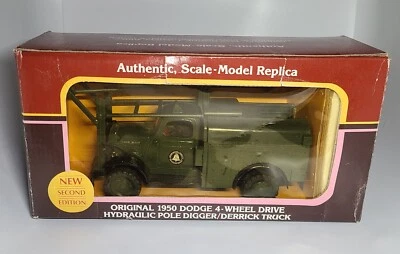 Authentic, Scale-Model Replica
NEW
SECOND
EDITION
ORIGINAL 1950 DODGE 4-WHEEL DRIVE
HYDRAULIC POLE DIGGER/DERRICK TRUCK